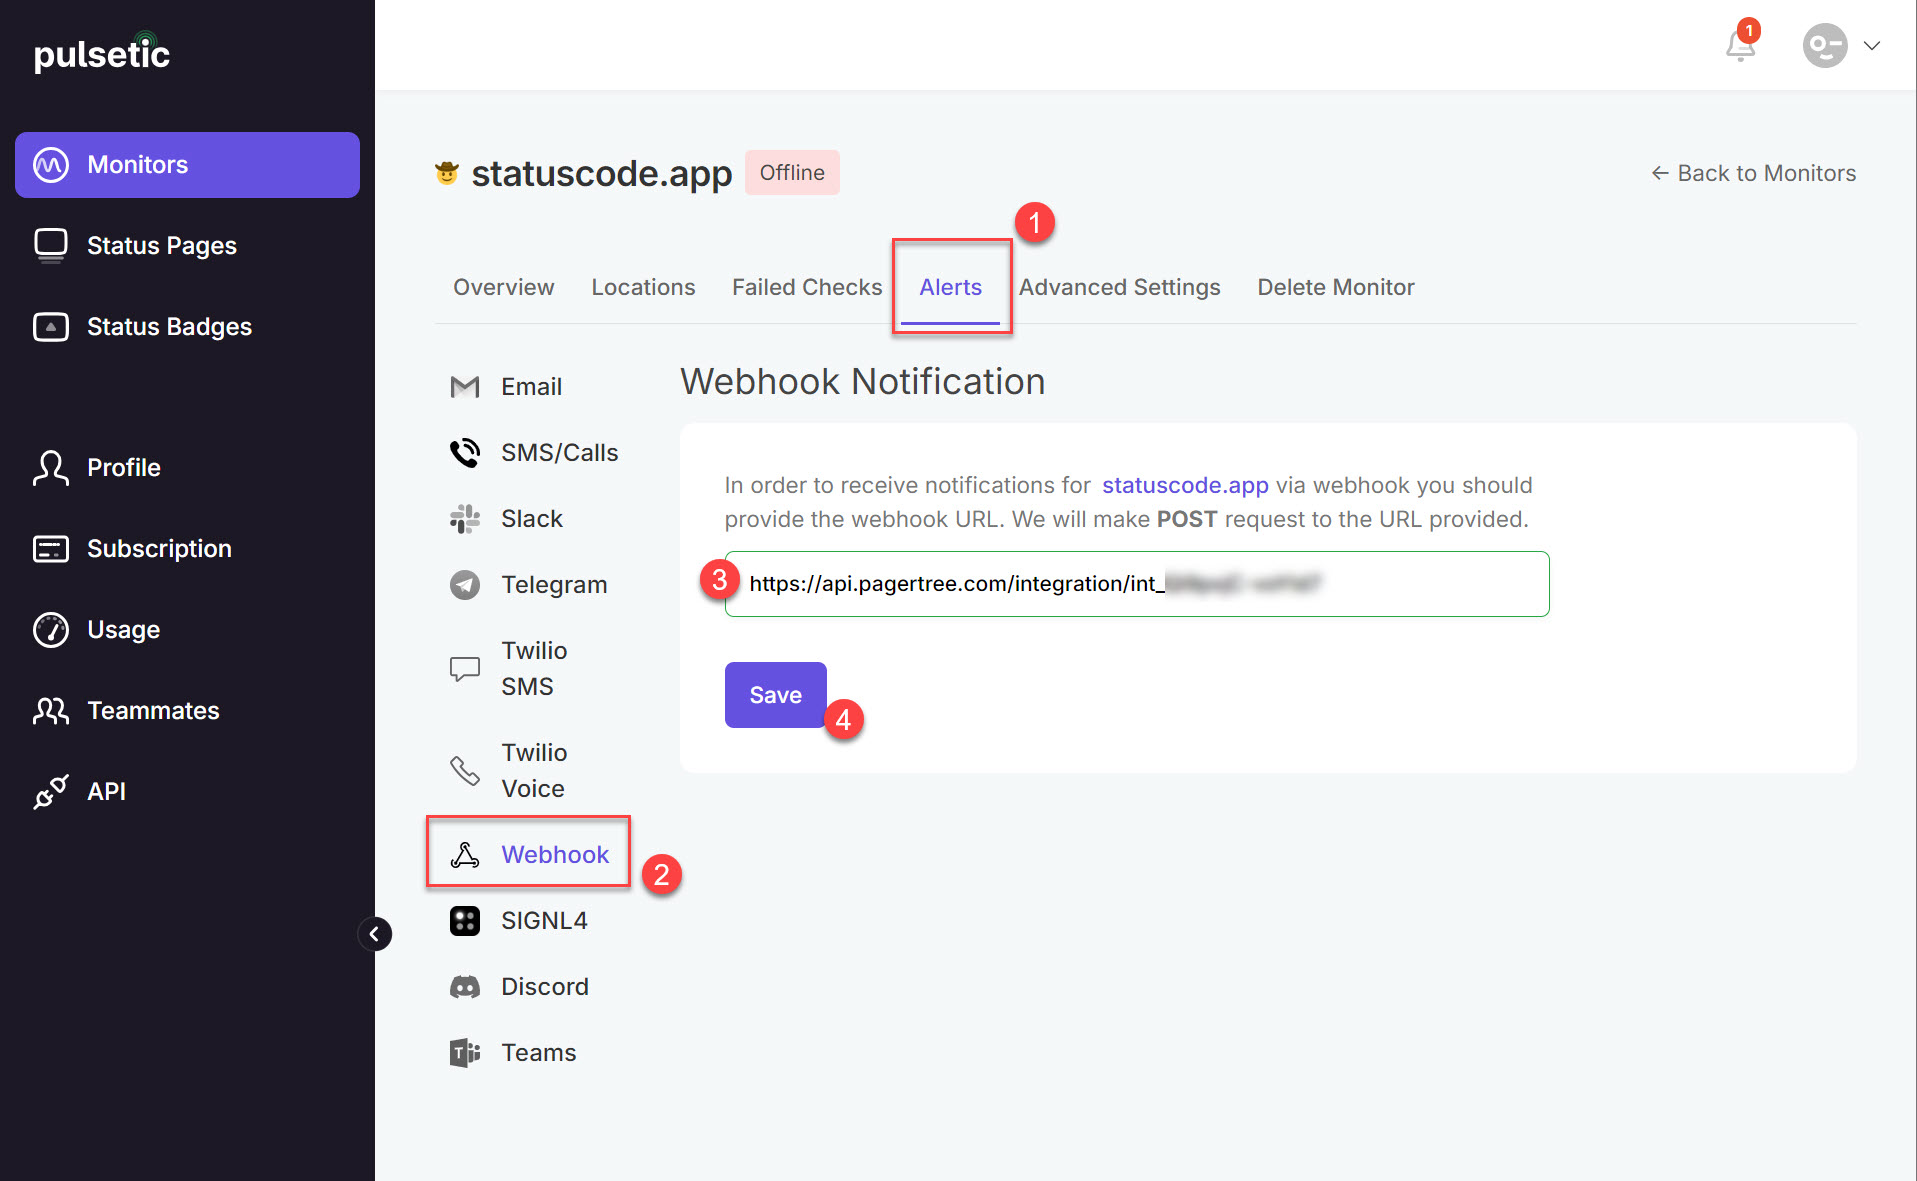 pulsetic
1
Monitors
Status Pages
Status Badges
Profile
Subscription
Usage
Teammates
API
statuscode.app
Offline
← Back to Monitors
1
Overview
Locations
Failed Checks
Alerts
Advanced Settings
Delete Monitor
Email
SMS/Calls
Slack
Telegram
Twilio
SMS
Twilio
Voice
Webhook
2
SIGNL4
Discord
Teams
Webhook Notification
In order to receive notifications for statuscode.app via webhook you should
provide the webhook URL. We will make POST request to the URL provided.
3
https://api.pagertree.com/integration/int_
Save
4